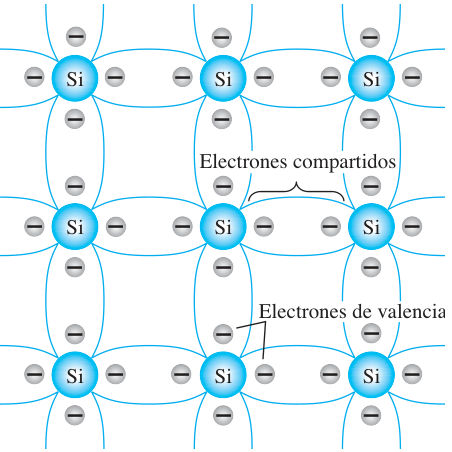 Si Si Si
Electrones compartidos
Si Si Si
Electrones de valencia
Si Si Si